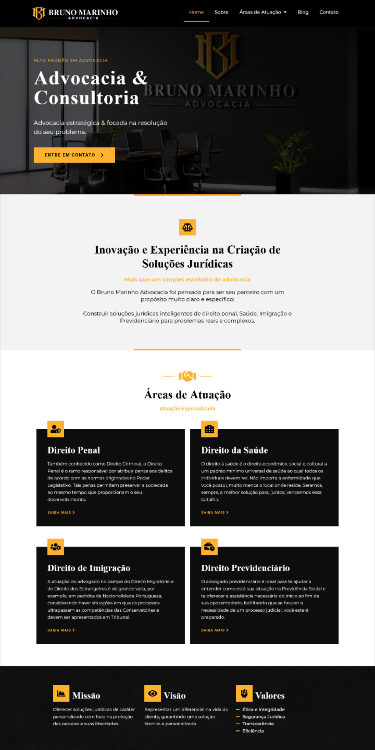 BRUNO MARINHO
ADVOCACIA
Home Sobre Áreas de Atuação Blog Contato
ALTO PADRÃO EM ADVOCACIA
Advocacia &
Consultoria
BRUNO MARINHO
ADVOCACIA
Advocacia estratégica & focada na resolução
do seu problema.
ENTRE EM CONTATO
Inovação e Experiência na Criação de
Soluções Jurídicas
Mais que um simples escritório de advocacia
O Bruno Marinho Advocacia foi pensada para ser seu parceiro com um
propósito muito claro e específico:
Construir soluções jurídicas inteligentes de direito penal, Saúde, Imigração e
Previdenciário para problemas reais e complexos.
Áreas de Atuação
Atuação Especializada
Direito Penal
Também conhecido como Direito Criminal, o Direito
Penal é o ramo responsável por atribuir penas aos delitos
de acordo com as normas originadas no Poder
Legislativo. Tais penas permitem preservar a sociedade
ao mesmo tempo que proporcionam o seu
desenvolvimento.
SAIBA MAIS
Direito da Saúde
O direito à saúde é o direito econômico, social e cultural a
um padrão mínimo universal de saúde ao qual todos os
indivíduos devem ter. Não importa a enfermidade que
você possui, muito menos o local onde reside. Seremos,
sempre, a melhor solução para, juntos, vencermos essa
batalha.
SAIBA MAIS
Direito de Imigração
A atuação do advogado no campo do Direito Migratório e
do Direito dos Estrangeiros é de grande valia, por
exemplo, em pedidos de Nacionalidade Portuguesa,
considerando haver situações em que os processos
ultrapassam as competências das Conservatórias e
devem ser apresentados em Tribunal.
SAIBA MAIS
Direito Previdenciário
O advogado previdenciário é ideal para te ajudar a
entender como está sua situação na Previdência Social e
te oferecer a assistência necessária do início ao fim de
sua aposentadoria, facilitando que se houver a
necessidade de um processo judicial, você estará
preparado.
SAIBA MAIS
Missão
Oferecer soluções jurídicas de caráter
personalizado com foco na proteção
das pessoas e suas liberdades.
Visão
Representar um diferencial na vida do
cliente, garantindo uma solução
técnica e personalizada.
Valores
Ética e Integridade
Segurança Jurídica
Transparência
Eficiência